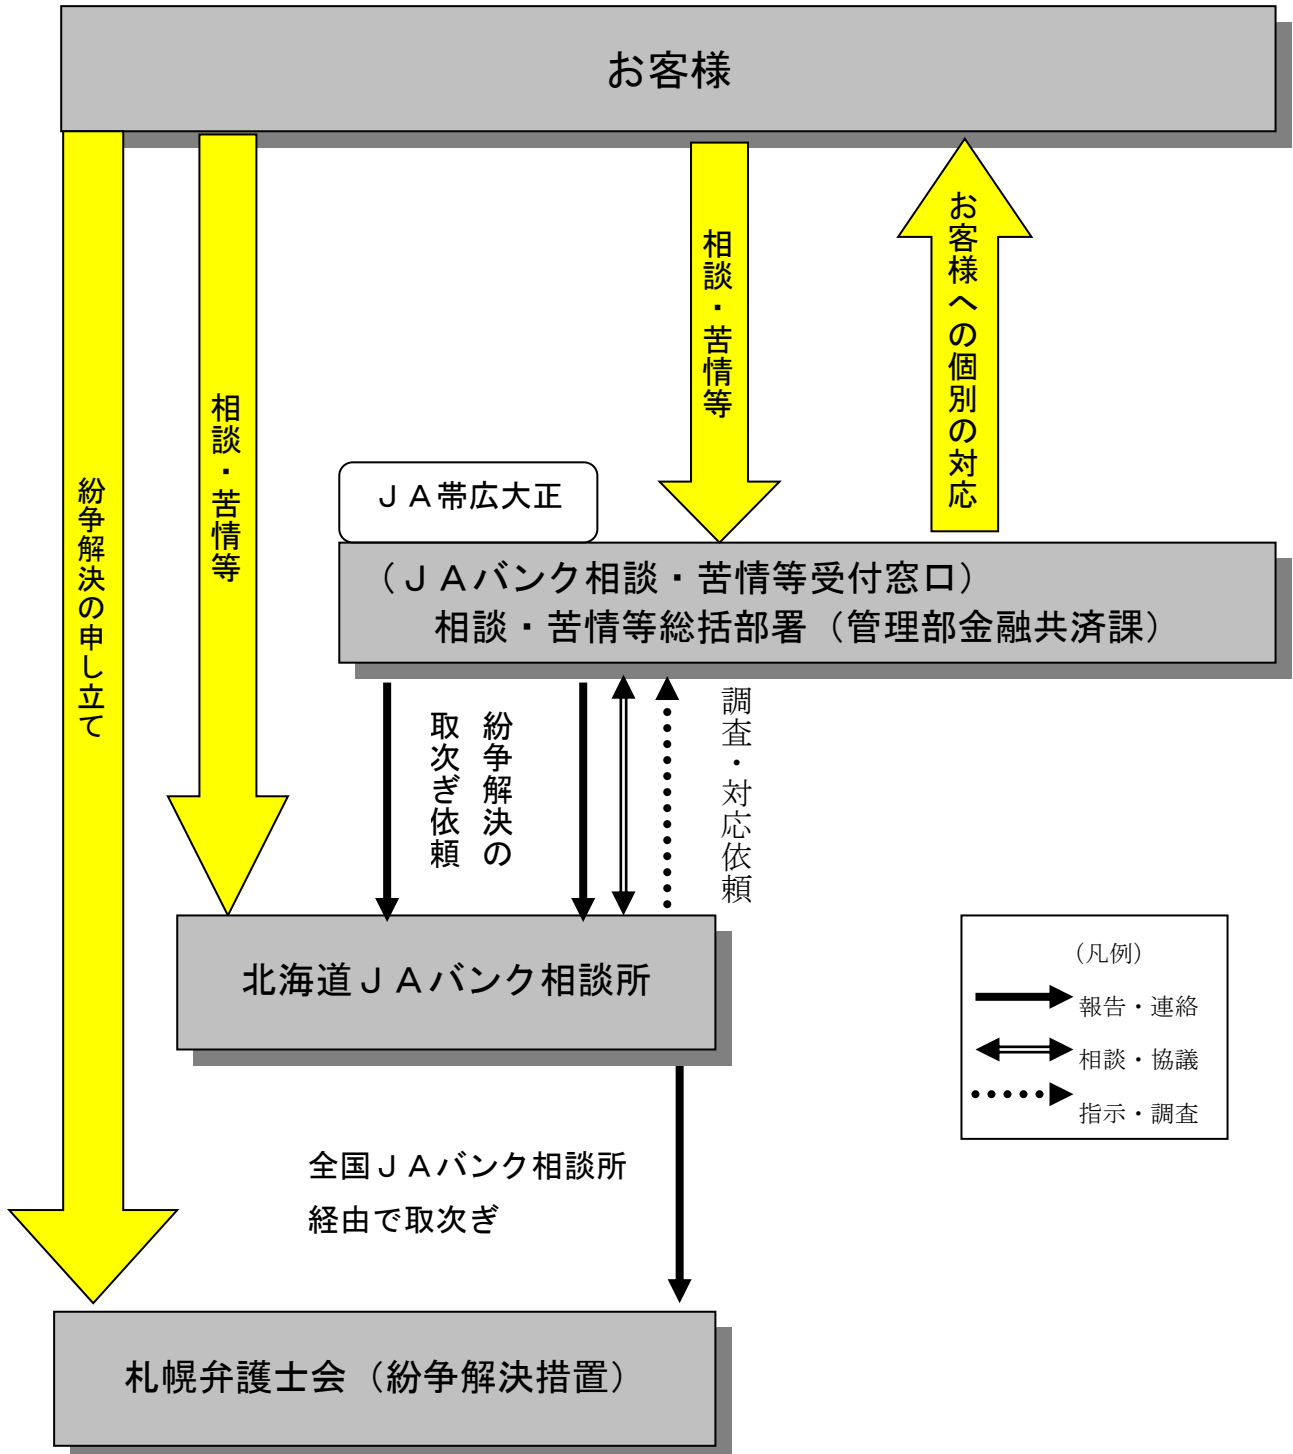 お客様
紛争解決の申し立て
相談・苦情等
相談・苦情等
お客様への個別の対応
ＪＡ帯広大正
（ＪＡバンク相談・苦情等受付窓口）
相談・苦情等総括部署（管理部金融共済課）
紛争解決の
取次ぎ依頼
調査・対応依頼
北海道ＪＡバンク相談所
（凡例）
報告・連絡
相談・協議
指示・調査
全国ＪＡバンク相談所
経由で取次ぎ
札幌弁護士会（紛争解決措置）